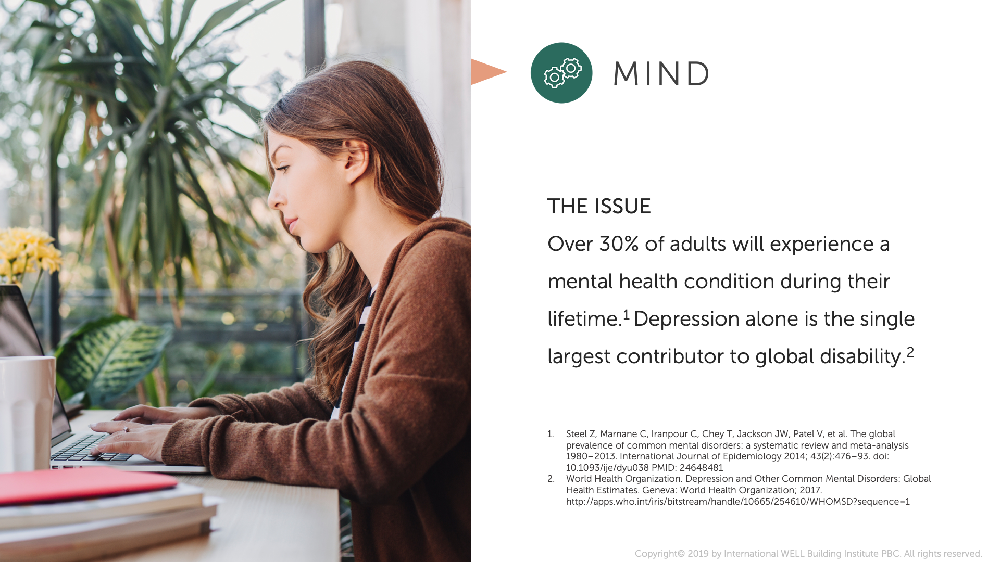 MIND
THE ISSUE
Over 30% of adults will experience a
mental health condition during their
lifetime.¹ Depression alone is the single
largest contributor to global disability.²
1. Steel Z, Marnane C, Iranpour C, Chey T, Jackson JW, Patel V, et al. The global
prevalence of common mental disorders: a systematic review and meta-analysis
1980–2013. International Journal of Epidemiology 2014; 43(2):476–93. doi:
10.1093/ije/dyu038 PMID: 24648481
2. World Health Organization. Depression and Other Common Mental Disorders: Global
Health Estimates. Geneva: World Health Organization; 2017.
http://apps.who.int/iris/bitstream/handle/10665/254610/WHOMSD?sequence=1
Copyright© 2019 by International WELL Building Institute PBC. All rights reserved.